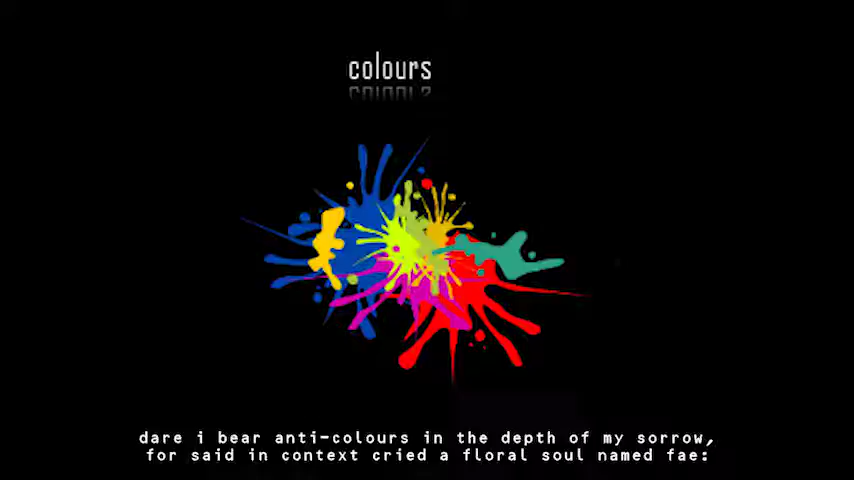 colours
dare i bear anti-colours in the depth of my sorrow,
for said in context cried a floral soul named fae: